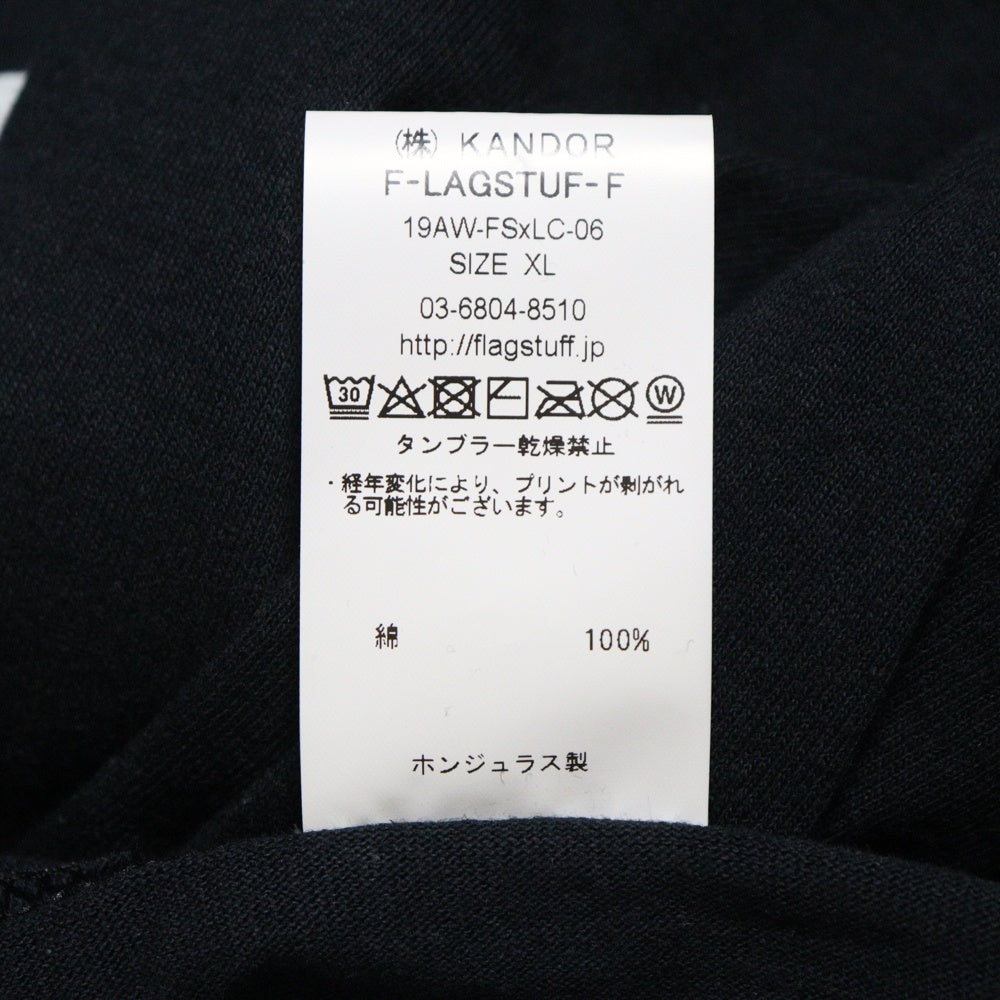 (株) KANDOR
F-LAGSTUF-F
19AW-FSxLC-06
SIZE XL
03-6804-8510
http://flagstuff.jp
30 W
タンブラー乾燥禁止
・経年変化により、プリントが剥がれ
る可能性がございます。
綿 100%
ホンジュラス製